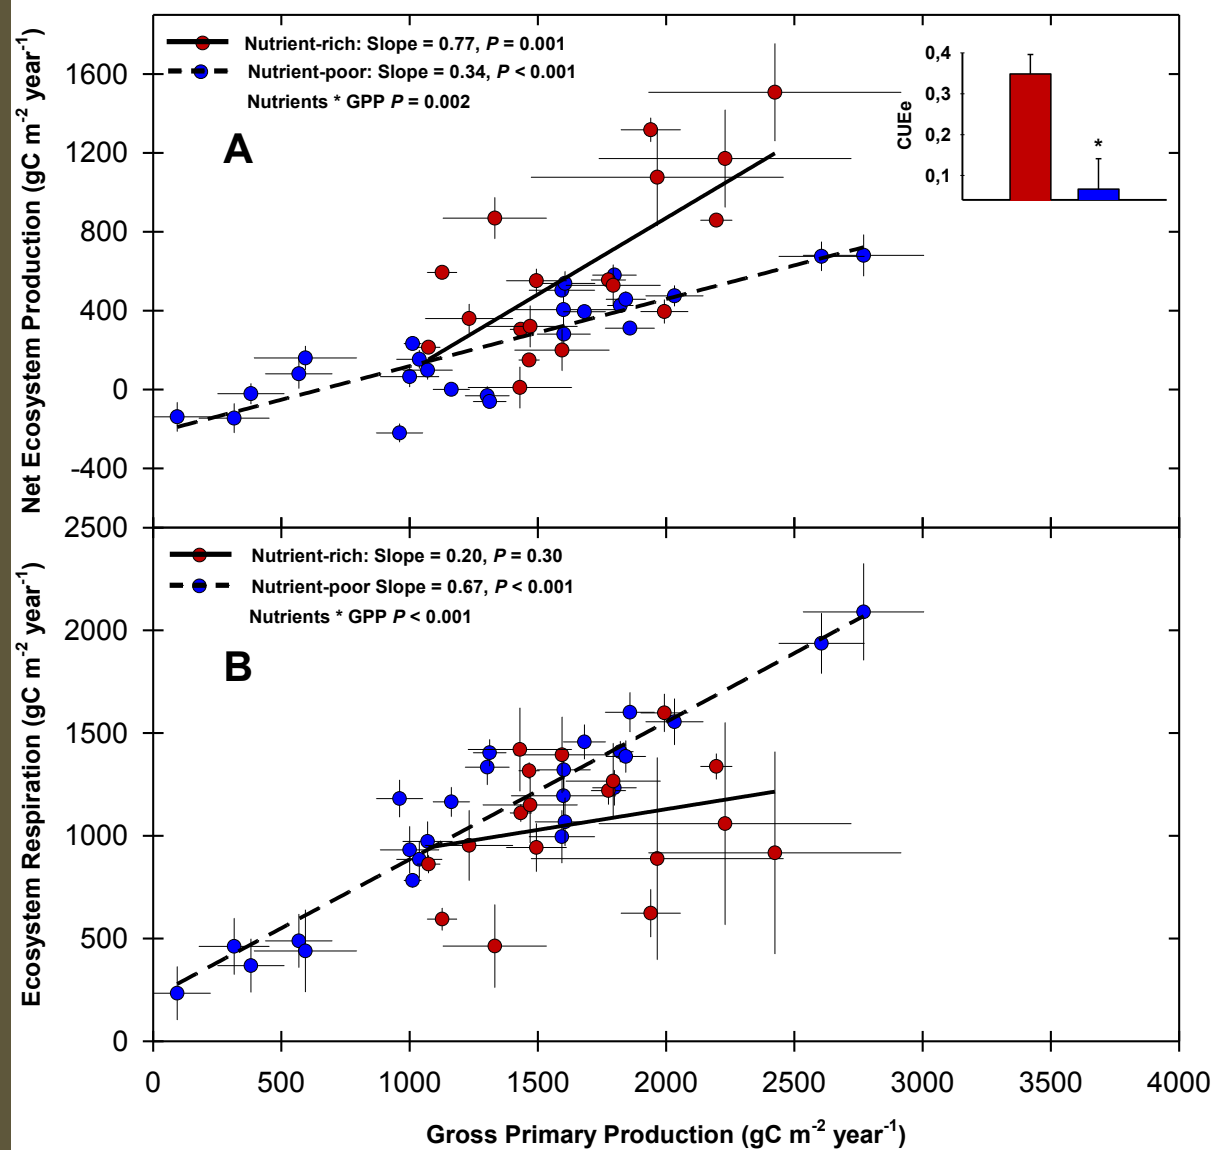 Nutrient-rich: Slope = 0.77, P = 0.001
Nutrient-poor: Slope = 0.34, P < 0.001
Nutrients * GPP P = 0.002
A
Net Ecosystem Production (gC m-2 year-1)
1600
1200
800
400
0
-400
CUEe
0,4
0,3
0,2
0,1
*
2500
Nutrient-rich: Slope = 0.20, P = 0.30
Nutrient-poor Slope = 0.67, P < 0.001
Nutrients * GPP P < 0.001
B
Ecosystem Respiration (gC m-2 year-1)
2000
1500
1000
500
0
0 500 1000 1500 2000 2500 3000 3500 4000
Gross Primary Production (gC m-2 year-1)